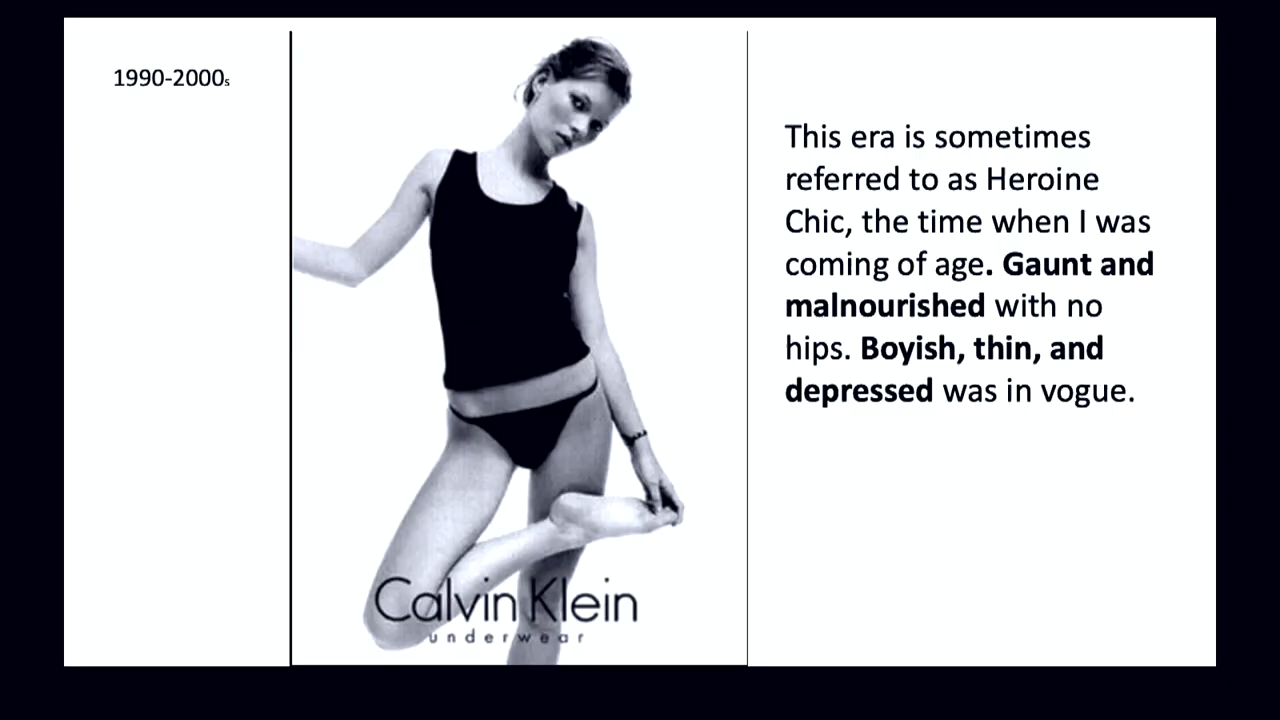 1990-2000s
This era is sometimes
referred to as Heroine
Chic, the time when I was
coming of age. Gaunt and
malnourished with no
hips. Boyish, thin, and
depressed was in vogue.
Calvin Klein
underwear